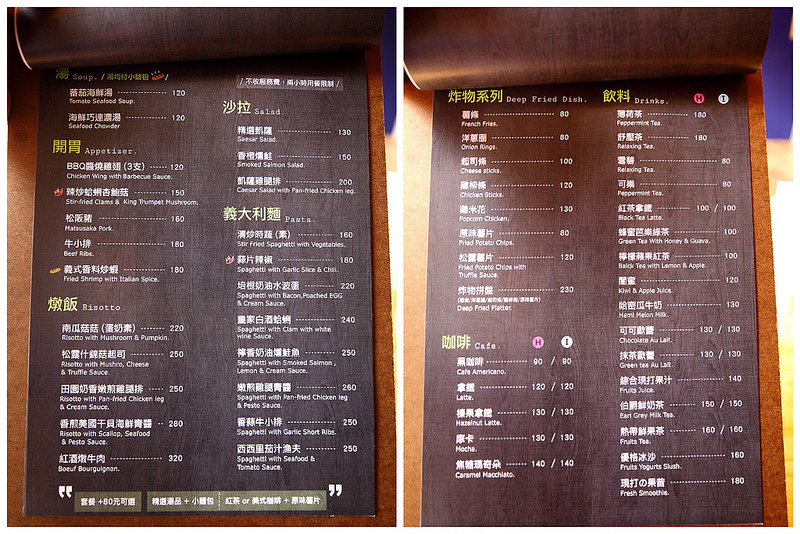 湯 Soup. / 湯均付小麵包 /
蕃茄海鮮湯 120
Tomato Seafood Soup.
海鮮巧達濃湯 120
Seafood Chowder
開胃 Appetizer.
BBQ醬燒雞翅 (3支) 120
Chicken Wing with Barbecue Sauce.
辣炒蛤蜊杏鮑菇 150
Stir-fried Clams & King Trumpet Mushroom.
松阪豬 160
Matsusaka Pork.
牛小排 180
Beef Ribs.
義式香料炒蝦 180
Fried Shrimp with Italian Spice.
燉飯 Risotto.
南瓜菇菇 (蛋奶素) 220
Risotto with Mushroom & Pumpkin.
松露什錦菇起司 250
Risotto with Mushro, Cheese
& Truffle Sauce.
田園奶香嫩煎雞腿排 250
Risotto with Pan-fried Chicken leg
& Cream Sauce.
香煎美國干貝海鮮青醬 280
Risotto with Scallop, Seafood
& Pesto Sauce.
紅酒燉牛肉 320
Boeuf Bourguignon.
/ 不收服務費，兩小時用餐限制 /
沙拉 Salad.
精選凱薩 130
Saesar Salad.
香橙燻鮭 150
Smoked Salmon Salad.
凱薩雞腿排 200
Caesar Salad with Pan-fried Chicken leg.
義大利麵 Pasta.
清炒時蔬 (素) 160
Stir Fried Spaghetti with Vegetables.
蒜片辣椒 180
Spaghetti with Garlic Slice & Chili.
培根奶油水波蛋 220
Spaghetti with Bacon,Poached EGG
& Cream Sauce.
皇家白酒蛤蜊 240
Spaghetti with Clam with white
wine Sauce.
檸香奶油燻鮭魚 250
Spaghetti with Smoked Salmon ,
Lemon & Cream Sauce.
嫩煎雞腿青醬 260
Spaghetti with Pan-fried Chicken leg
& Pesto Sauce.
香蒜牛小排 250
Spaghetti with Garlic Short Ribs.
西西里茄汁漁夫 250
Spaghetti with Seafood &
Tomato Sauce.
套餐 +80元可選 精選湯品 + 小麵包 紅茶 or 美式咖啡 + 原味薯片
炸物系列 Deep Fried Dish.
薯條 80
French Fries.
洋蔥圈 80
Onion Rings.
起司條 100
Cheese sticks.
雞柳條 120
Chicken Sticks.
雞米花 130
Popcorn Chicken.
原味薯片 80
Fried Potato Chips.
松露薯片 120
Fried Potato Chips with
Truffle Sauce.
炸物拼盤 230
(薯條/洋蔥圈/起司條/雞柳條/原味薯片)
Deep Fried Platter.
咖啡 Cafe. H I
黑咖啡 90 / 90
Cafe Americano.
拿鐵 120 / 120
Latte.
榛果拿鐵 130 / 130
Hazelnut Latte.
摩卡 130 / 130
Mocha.
焦糖瑪奇朵 140 / 140
Caramel Macchiato.
飲料 Drinks. H I
薄荷茶 180
Peppermint Tea.
舒壓茶 180
Relaxing Tea.
雪碧 80
Relaxing Tea.
可樂 80
Peppermint Tea.
紅茶拿鐵 100 / 100
Black Tea Latte.
蜂蜜芭樂綠茶 100
Green Tea With Honey & Guava.
檸檬蘋果紅茶 100
Balck Tea with Lemon & Apple.
閨蜜 120
Kiwi & Apple Juice.
哈密瓜牛奶 130
Hami Melon Milk.
可可歐蕾 130 / 130
Chocolate Au Lait.
抹茶歐蕾 130 / 130
Green tea Au Lait.
綜合現打果汁 140
Fruits Juice.
伯爵鮮奶茶 150 / 150
Earl Grey Milk Tea.
熱帶鮮果茶 160 / 160
Fruits Tea.
優格冰沙 160
Fruits Yogurts Slush.
現打の果昔 180
Fresh Smoothie.